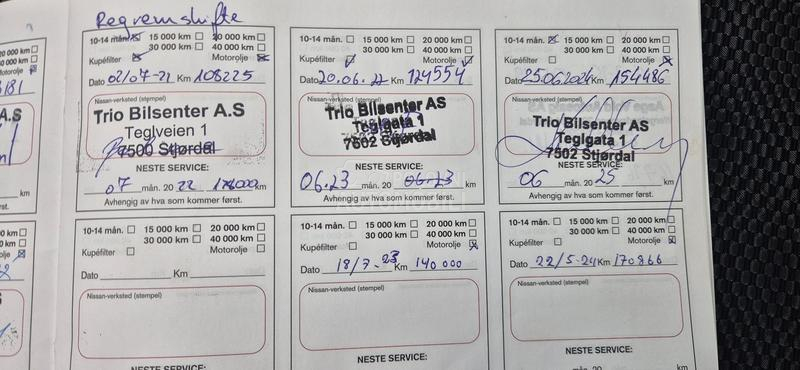 Regremskifte
10-14 mån. 15 000 km 20 000 km
30 000 km 40 000 km
Kupéfilter Motorolje
Dato 02/07-21 Km 108225
Nissan-verksted (stempel)
Trio Bilsenter A.S
Teglveien 1
7500 Stjørdal
NESTE SERVICE:
07 mån. 20 22 km
Avhengig av hva som kommer først.
10-14 mån. 15 000 km 20 000 km
30 000 km 40 000 km
Kupéfilter Motorolje
Dato 20.06.22 Km 124554
Nissan-verksted (stempel)
Trio Bilsenter AS
Teglgata 1
7502 Stjørdal
NESTE SERVICE:
06.23 mån. 20 06.23 km
Avhengig av hva som kommer først.
10-14 mån. 15 000 km 20 000 km
30 000 km 40 000 km
Kupéfilter Motorolje
Dato 25062024 Km 154486
Nissan-verksted (stempel)
Trio Bilsenter AS
Teglgata 1
7502 Stjørdal
NESTE SERVICE:
06 mån. 20 25 km
Avhengig av hva som kommer først.
10-14 mån. 15 000 km 20 000 km
30 000 km 40 000 km
Kupéfilter Motorolje
Dato Km
Nissan-verksted (stempel)
NESTE SERVICE:
10-14 mån. 15 000 km 20 000 km
30 000 km 40 000 km
Kupéfilter Motorolje
Dato 18/7-23 Km 140 000
Nissan-verksted (stempel)
NESTE SERVICE:
10-14 mån. 15 000 km 20 000 km
30 000 km 40 000 km
Kupéfilter Motorolje
Dato 22/5-24 Km 170866
Nissan-verksted (stempel)
NESTE SERVICE:
mån. 20 km